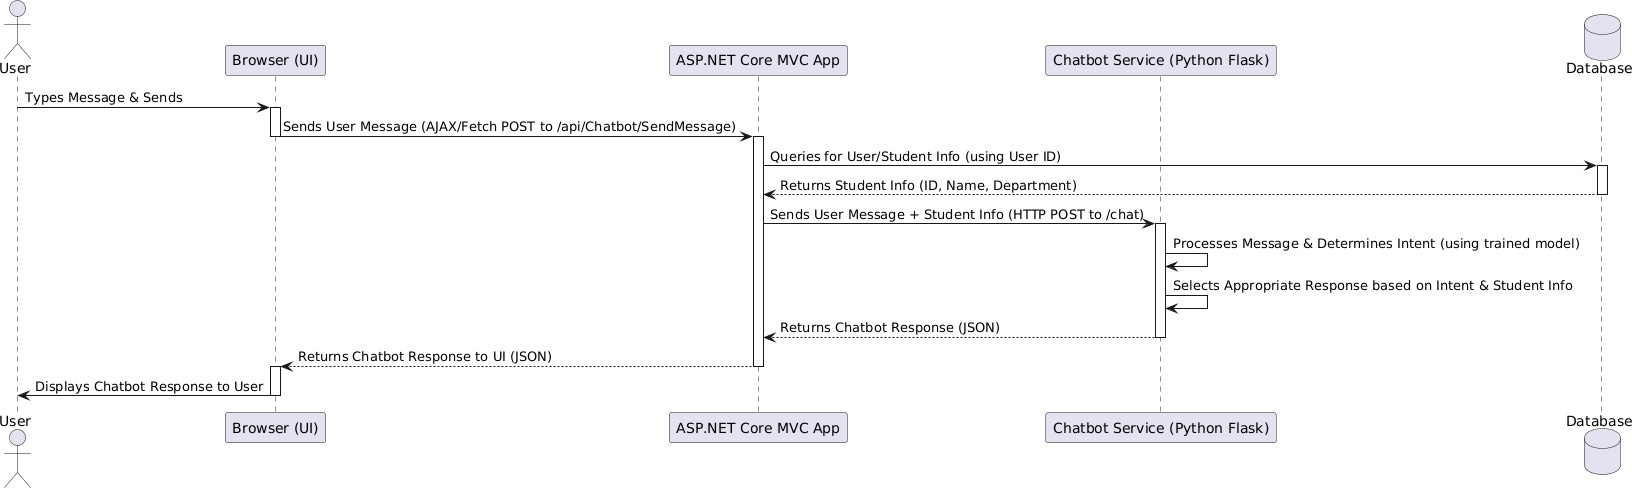 User
Browser (UI)
ASP.NET Core MVC App
Chatbot Service (Python Flask)
Database
Types Message & Sends
Sends User Message (AJAX/Fetch POST to /api/Chatbot/SendMessage)
Queries for User/Student Info (using User ID)
Returns Student Info (ID, Name, Department)
Sends User Message + Student Info (HTTP POST to /chat)
Processes Message & Determines Intent (using trained model)
Selects Appropriate Response based on Intent & Student Info
Returns Chatbot Response (JSON)
Returns Chatbot Response to UI (JSON)
Displays Chatbot Response to User
User
Browser (UI)
ASP.NET Core MVC App
Chatbot Service (Python Flask)
Database